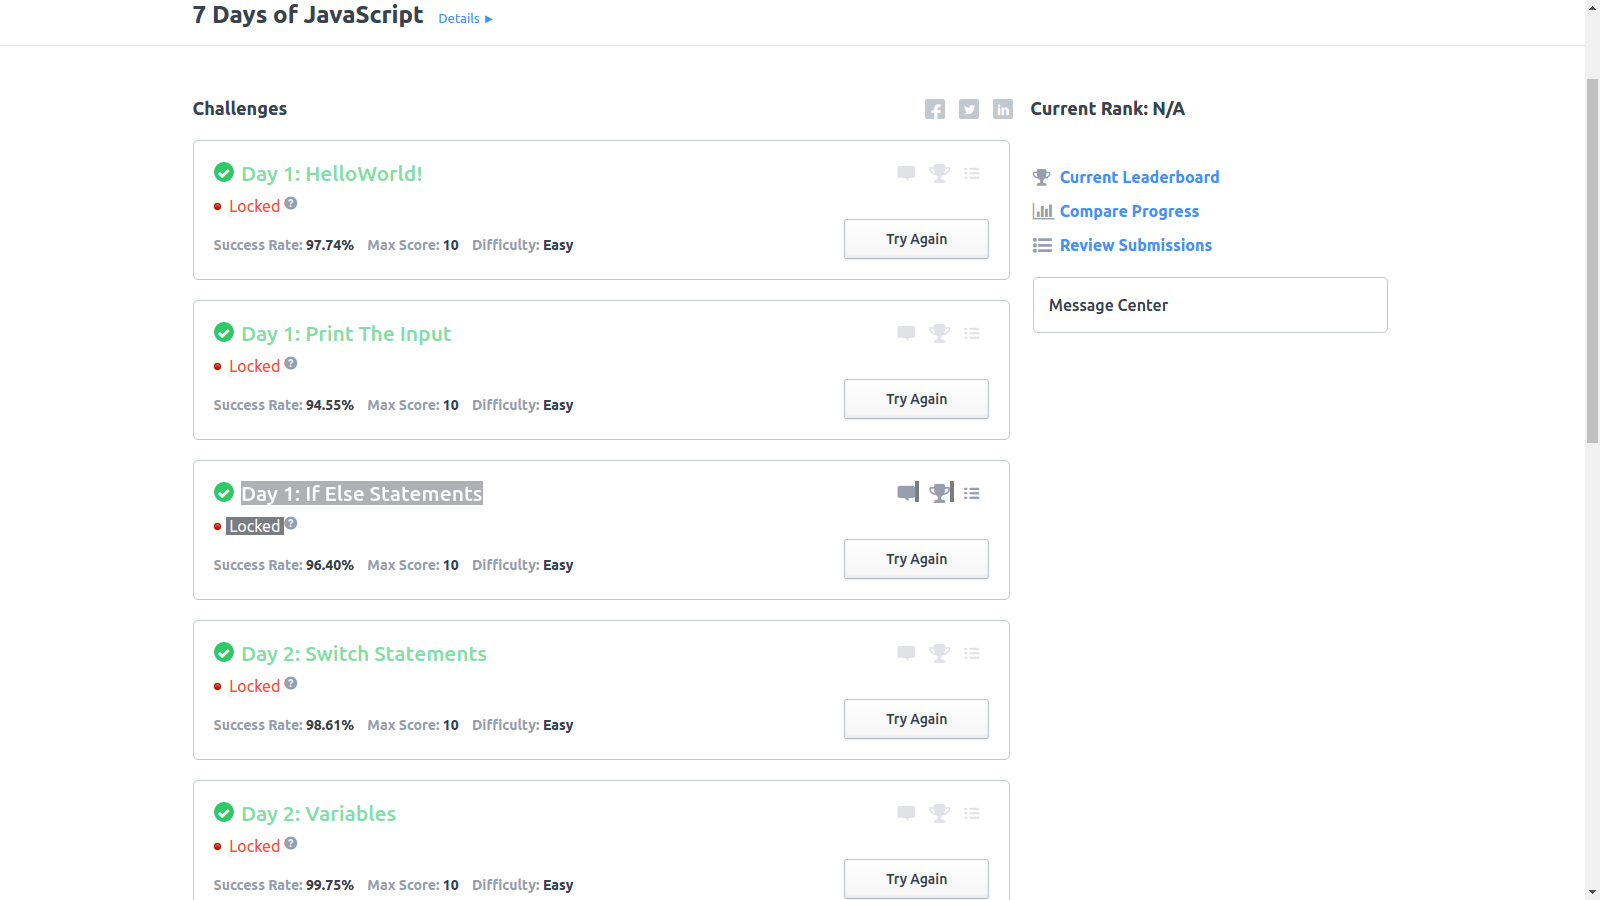 7 Days of JavaScript Details ▶
Challenges
Current Rank: N/A
Day 1: HelloWorld!
Locked ?
Success Rate: 97.74% Max Score: 10 Difficulty: Easy
Try Again
Day 1: Print The Input
Locked ?
Success Rate: 94.55% Max Score: 10 Difficulty: Easy
Try Again
Day 1: If Else Statements
Locked ?
Success Rate: 96.40% Max Score: 10 Difficulty: Easy
Try Again
Day 2: Switch Statements
Locked ?
Success Rate: 98.61% Max Score: 10 Difficulty: Easy
Try Again
Day 2: Variables
Locked ?
Success Rate: 99.75% Max Score: 10 Difficulty: Easy
Try Again
Current Leaderboard
Compare Progress
Review Submissions
Message Center